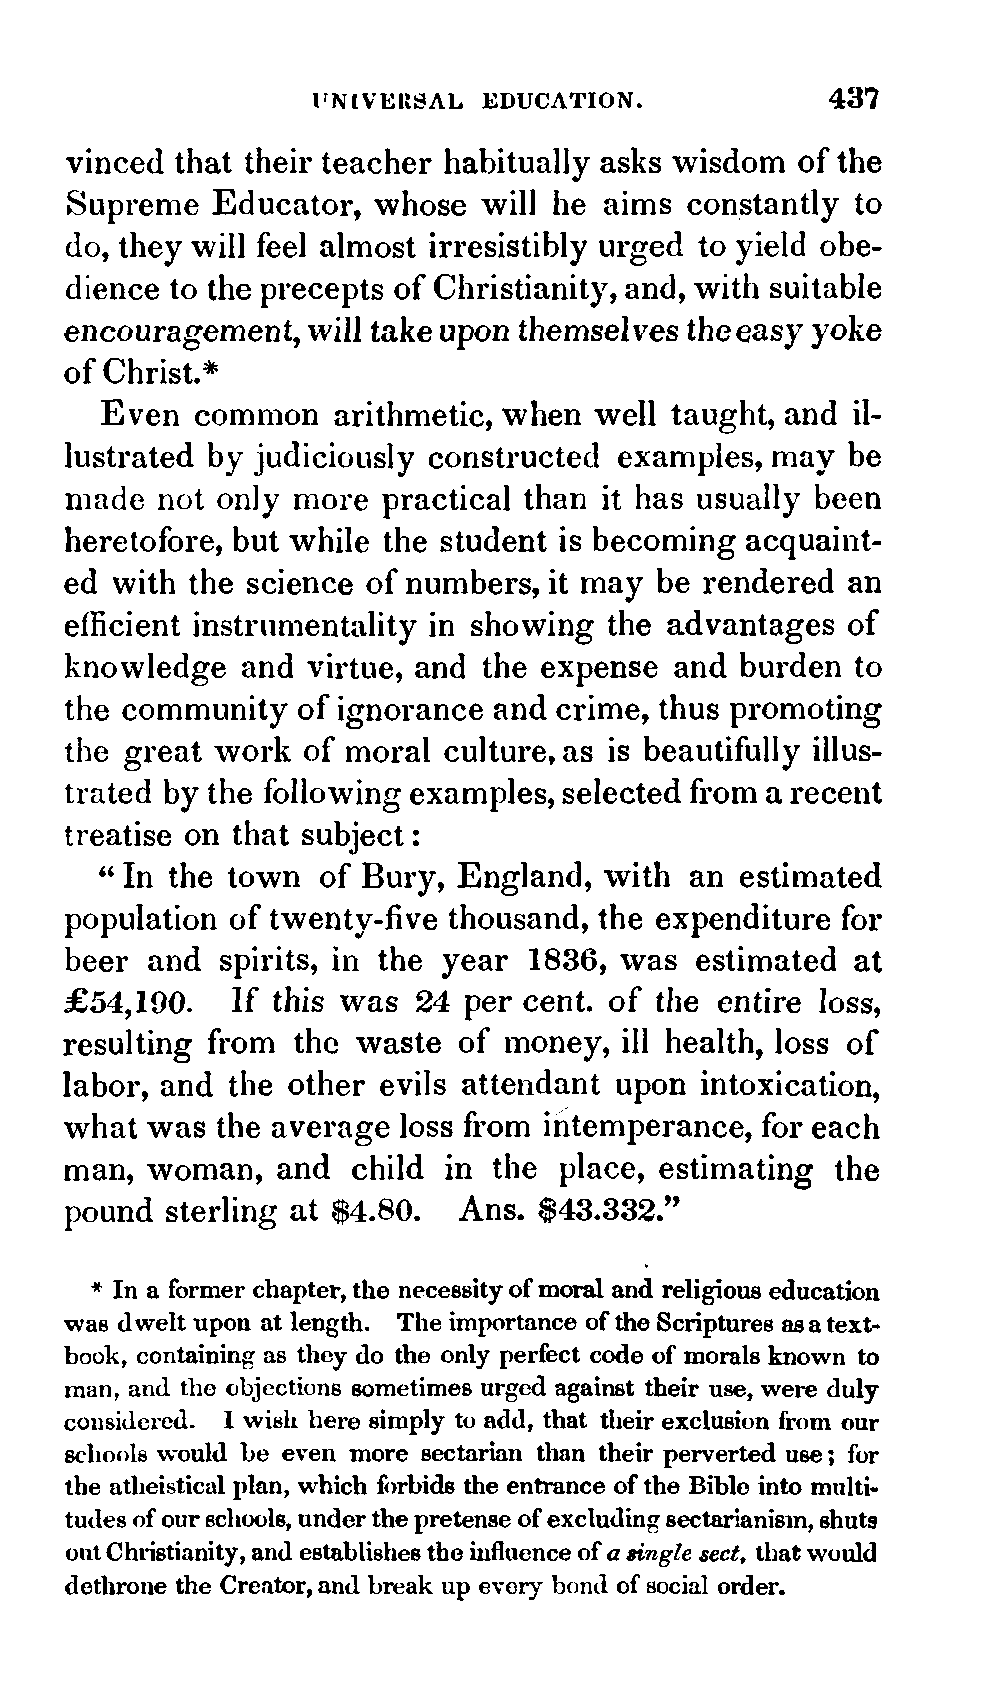 UNIVERSAL EDUCATION. 437
vinced that their teacher habitually asks wisdom of the
Supreme Educator, whose will he aims constantly to
do, they will feel almost irresistibly urged to yield obe-
dience to the precepts of Christianity, and, with suitable
encouragement, will take upon themselves the easy yoke
of Christ.*
Even common arithmetic, when well taught, and il-
lustrated by judiciously constructed examples, may be
made not only more practical than it has usually been
heretofore, but while the student is becoming acquaint-
ed with the science of numbers, it may be rendered an
efficient instrumentality in showing the advantages of
knowledge and virtue, and the expense and burden to
the community of ignorance and crime, thus promoting
the great work of moral culture, as is beautifully illus-
trated by the following examples, selected from a recent
treatise on that subject:
“In the town of Bury, England, with an estimated
population of twenty-five thousand, the expenditure for
beer and spirits, in the year 1836, was estimated at
£54,190. If this was 24 per cent. of the entire loss,
resulting from the waste of money, ill health, loss of
labor, and the other evils attendant upon intoxication,
what was the average loss from intemperance, for each
man, woman, and child in the place, estimating the
pound sterling at $4.80. Ans. $43.332.”
* In a former chapter, the necessity of moral and religious education
was dwelt upon at length. The importance of the Scriptures as a text-
book, containing as they do the only perfect code of morals known to
man, and the objections sometimes urged against their use, were duly
considered. I wish here simply to add, that their exclusion from our
schools would be even more sectarian than their perverted use; for
the atheistical plan, which forbids the entrance of the Bible into multi-
tudes of our schools, under the pretense of excluding sectarianism, shuts
out Christianity, and establishes the influence of a single sect, that would
dethrone the Creator, and break up every bond of social order.